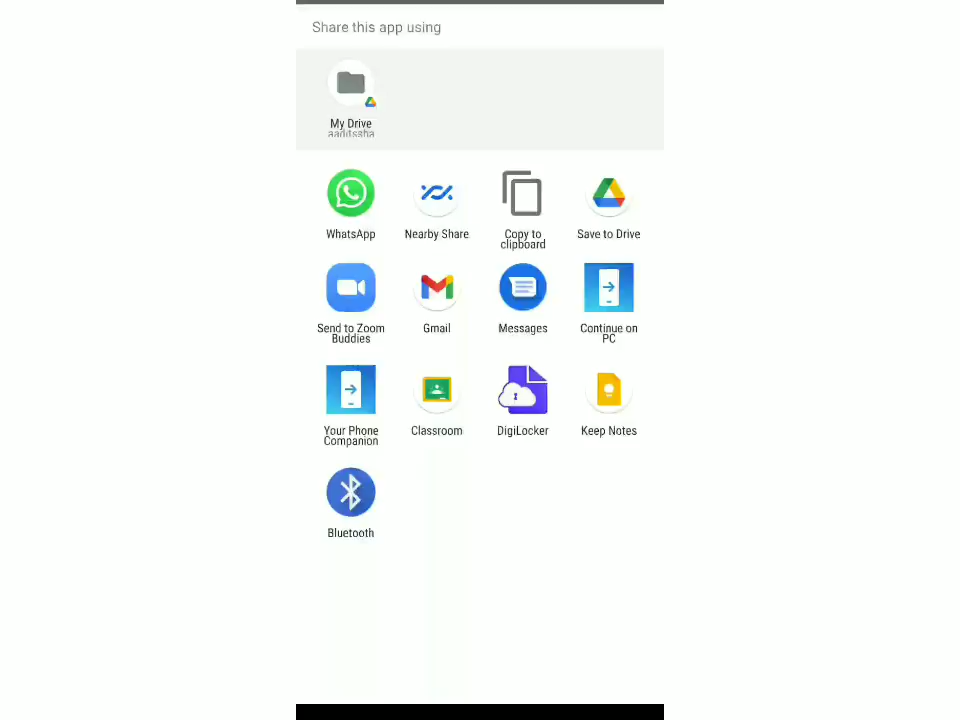 Share this app using
My Drive
WhatsApp
Nearby Share
Copy to
clipboard
Save to Drive
Send to Zoom
Buddies
Gmail
Messages
Continue on
PC
Your Phone
Companion
Classroom
DigiLocker
Keep Notes
Bluetooth